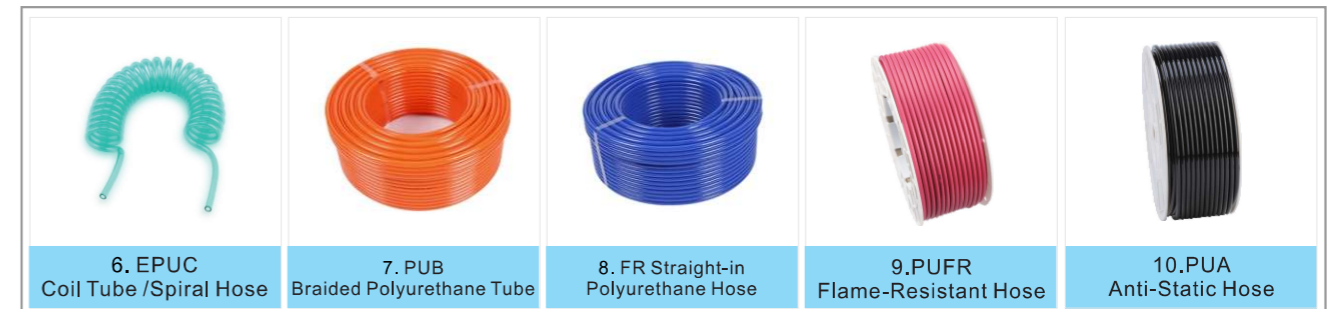 6. EPUC
Coil Tube /Spiral Hose
7. PUB
Braided Polyurethane Tube
8. FR Straight-in
Polyurethane Hose
9.PUFR
Flame-Resistant Hose
10.PUA
Anti-Static Hose